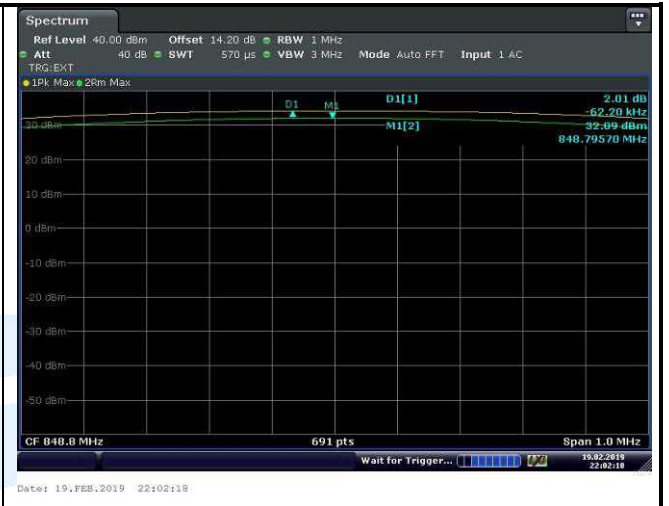 Spectrum
Ref Level 40.00 dBm Offset 14.20 dB RBW 1 MHz
Att 40 dB SWT 570 µs VBW 3 MHz Mode Auto FFT Input 1 AC
TRG:EXT
1Pk Max 2Rm Max
D1[1] 2.01 dB
-62.20 kHz
D1 M1
30 dBm M1[2] 32.09 dBm
848.79570 MHz
20 dBm
10 dBm
0 dBm
-10 dBm
-20 dBm
-30 dBm
-40 dBm
-50 dBm
CF 848.8 MHz 691 pts Span 1.0 MHz
Wait for Trigger... 19.02.2019
22:02:18
Date: 19.FEB.2019 22:02:18